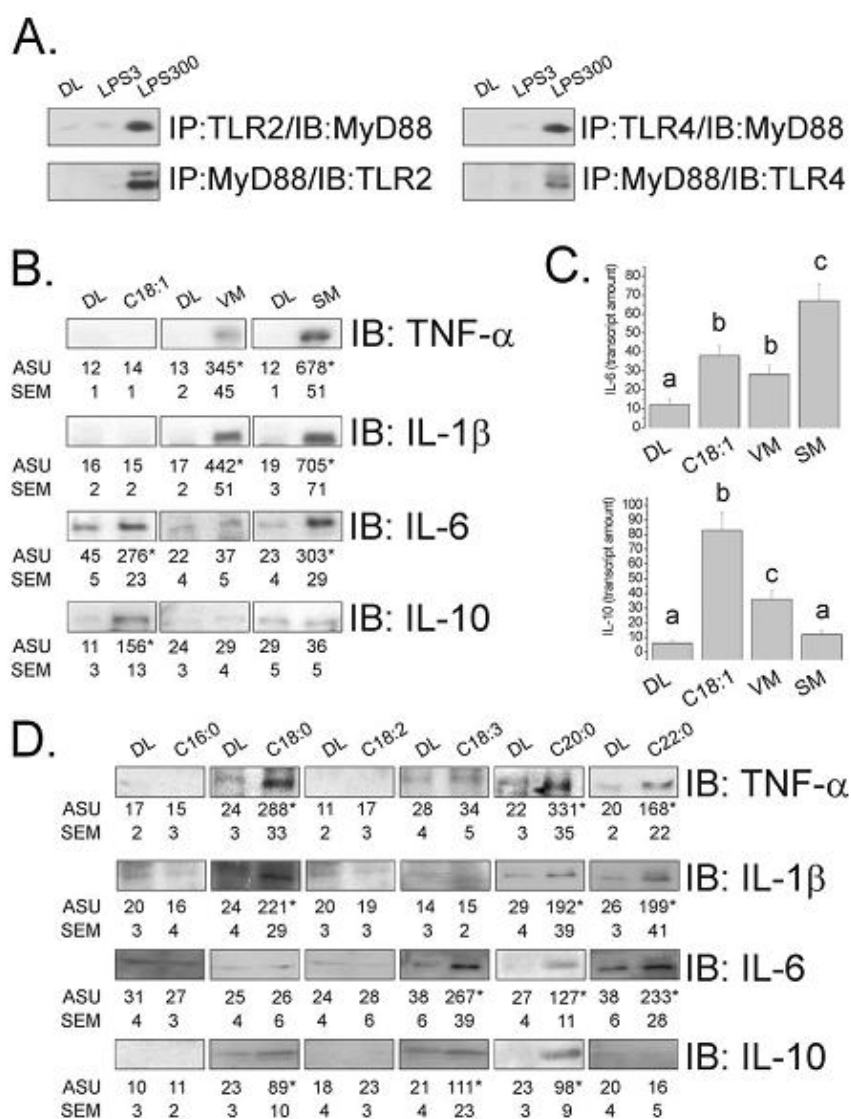 A.
DL LPS3 LPS300
IP:TLR2/IB:MyD88
IP:MyD88/IB:TLR2
DL LPS3 LPS300
IP:TLR4/IB:MyD88
IP:MyD88/IB:TLR4
B.
DL C18:1 DL VM DL SM
IB: TNF-α
ASU 12 14 13 345* 12 678*
SEM 1 1 2 45 1 51
IB: IL-1β
ASU 16 15 17 442* 19 705*
SEM 2 2 2 51 3 71
IB: IL-6
ASU 45 276* 22 37 23 303*
SEM 5 23 4 5 4 29
IB: IL-10
ASU 11 156* 24 29 29 36
SEM 3 13 3 4 5 5
C.
IL-6 (transcript amount)
80
70
60
50
40
30
20
10
0
a b b c
DL C18:1 VM SM
IL-10 (transcript amount)
100
90
80
70
60
50
40
30
20
10
0
a b c a
DL C18:1 VM SM
D.
DL C16:0 DL C18:0 DL C18:2 DL C18:3 DL C20:0 DL C22:0
IB: TNF-α
ASU 17 15 24 288* 11 17 28 34 22 331* 20 168*
SEM 2 3 3 33 2 3 4 5 3 35 2 22
IB: IL-1β
ASU 20 16 24 221* 20 19 14 15 29 192* 26 199*
SEM 3 4 4 29 3 3 3 2 4 39 3 41
IB: IL-6
ASU 31 27 25 26 24 28 38 267* 27 127* 38 233*
SEM 4 3 4 6 4 6 6 39 4 11 6 28
IB: IL-10
ASU 10 11 23 89* 18 23 21 111* 23 98* 20 16
SEM 3 2 3 10 4 3 4 23 3 9 4 5